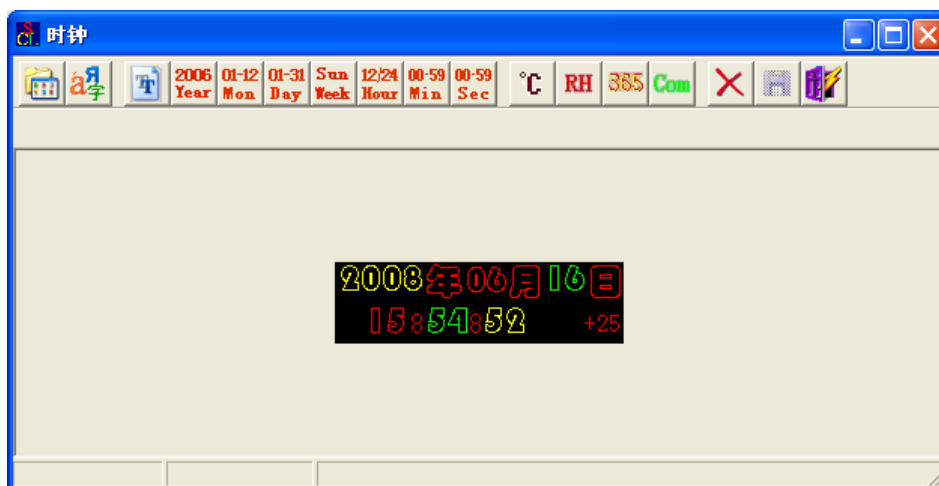 时钟
2006 01-12 01-31 Sun 12/24 00-59 00-59
Year Mon Day Week Hour Min Sec
℃ RH 365 Com
2008年06月16日
15:54:52 +25